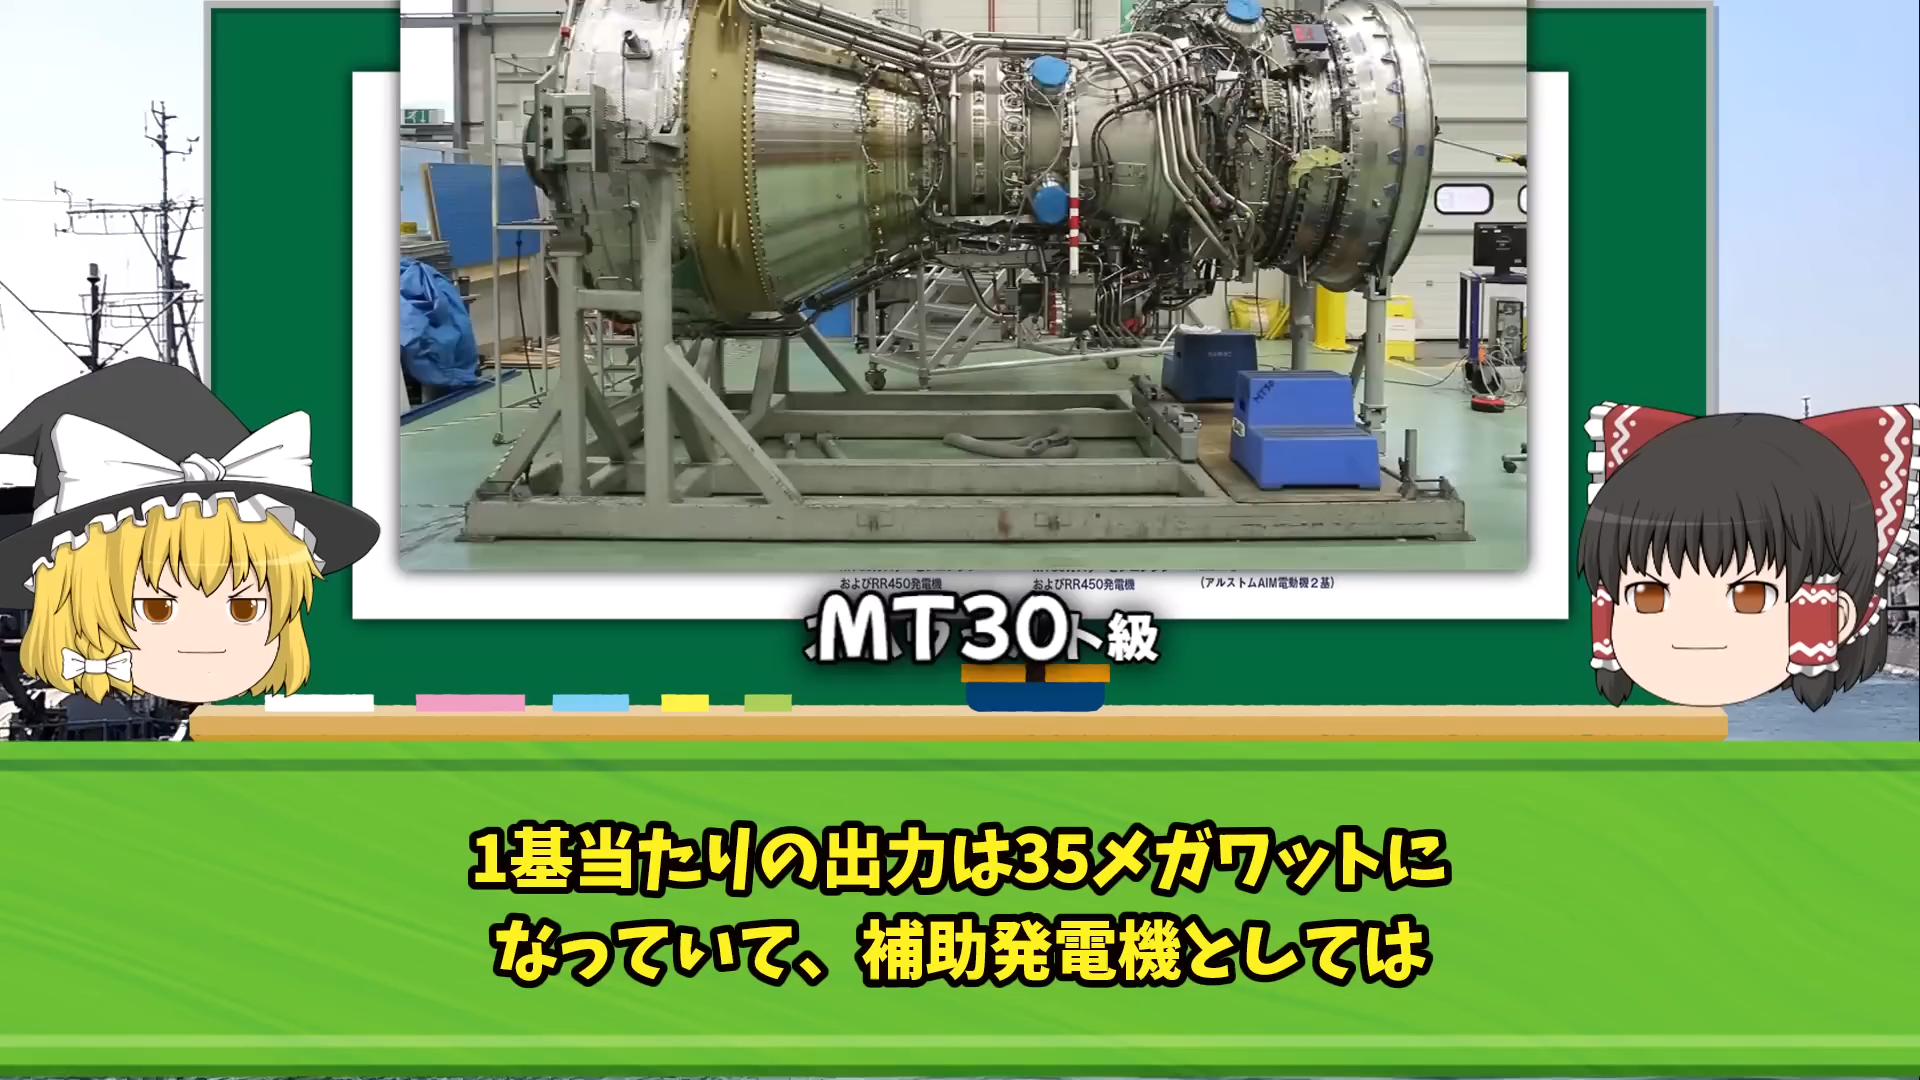 MT30
およびRR450発電機
およびRR450発電機
（アルストムAIM電動機２基）
MT30
ト級
1基当たりの出力は35メガワットに
なっていて、補助発電機としては